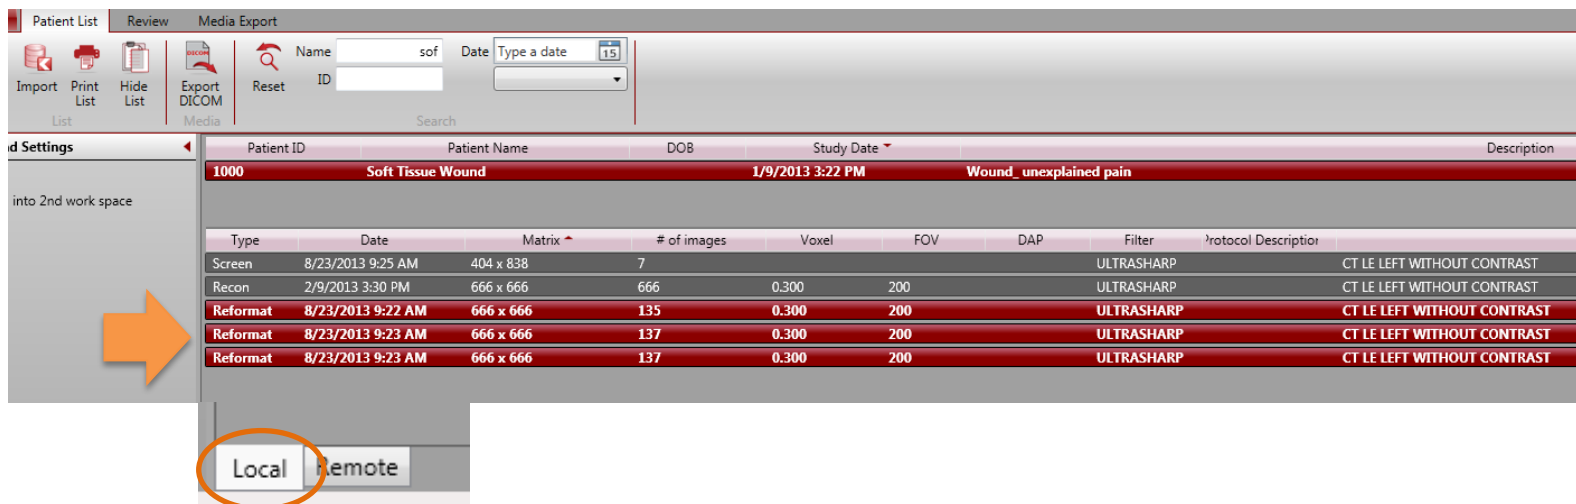 Patient List Review Media Export
Name sof Date Type a date 15
ID
Import Print List Hide List Export DICOM Reset
List Media Search
d Settings
into 2nd work space
Patient ID Patient Name DOB Study Date Description
1000 Soft Tissue Wound 1/9/2013 3:22 PM Wound_ unexplained pain
Type Date Matrix # of images Voxel FOV DAP Filter Protocol Description
Screen 8/23/2013 9:25 AM 404 x 838 7 ULTRASHARP CT LE LEFT WITHOUT CONTRAST
Recon 2/9/2013 3:30 PM 666 x 666 666 0.300 200 ULTRASHARP CT LE LEFT WITHOUT CONTRAST
Reformat 8/23/2013 9:22 AM 666 x 666 135 0.300 200 ULTRASHARP CT LE LEFT WITHOUT CONTRAST
Reformat 8/23/2013 9:23 AM 666 x 666 137 0.300 200 ULTRASHARP CT LE LEFT WITHOUT CONTRAST
Reformat 8/23/2013 9:23 AM 666 x 666 137 0.300 200 ULTRASHARP CT LE LEFT WITHOUT CONTRAST
Local Remote